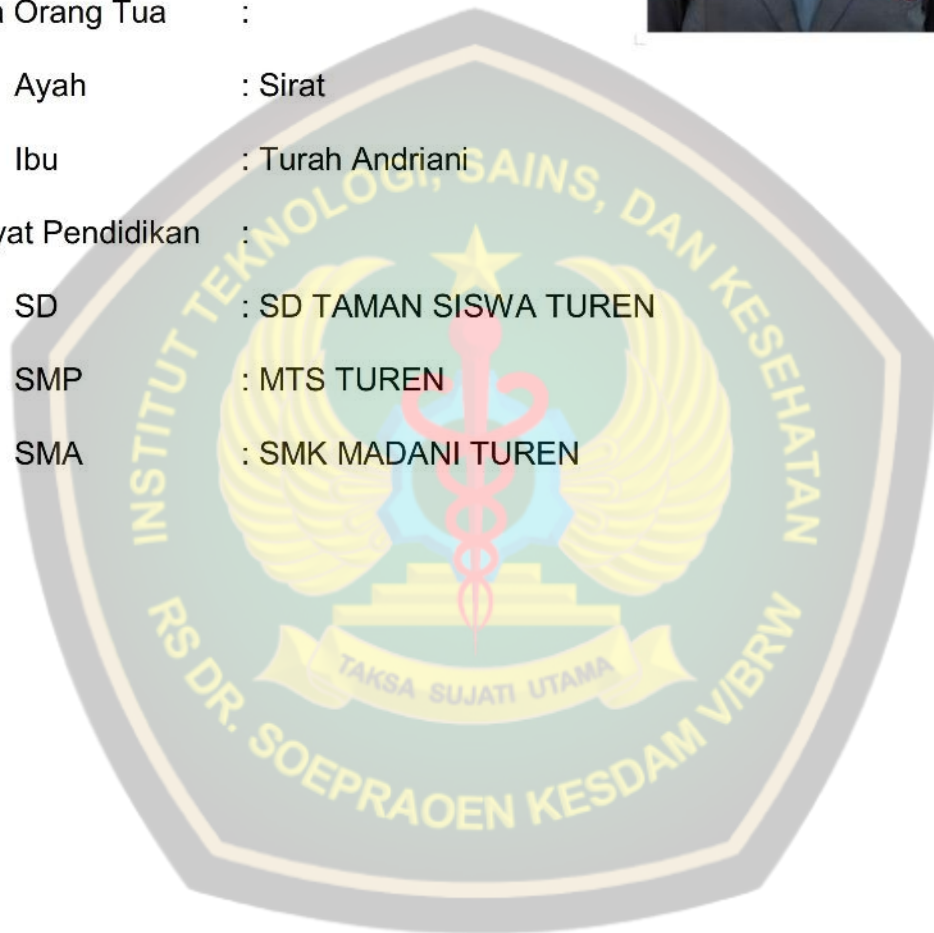 Orang Tua :
Ayah : Sirat
Ibu : Turah Andriani
Pendidikan :
SD : SD TAMAN SISWA TUREN
SMP : MTS TUREN
SMA : SMK MADANI TUREN
INSTITUT TEKNOLOGI, SAINS, DAN KESEHATAN
TAKSA SUJATI UTAMA
RS DR. SOEPRAOEN KESDAM V/BRW